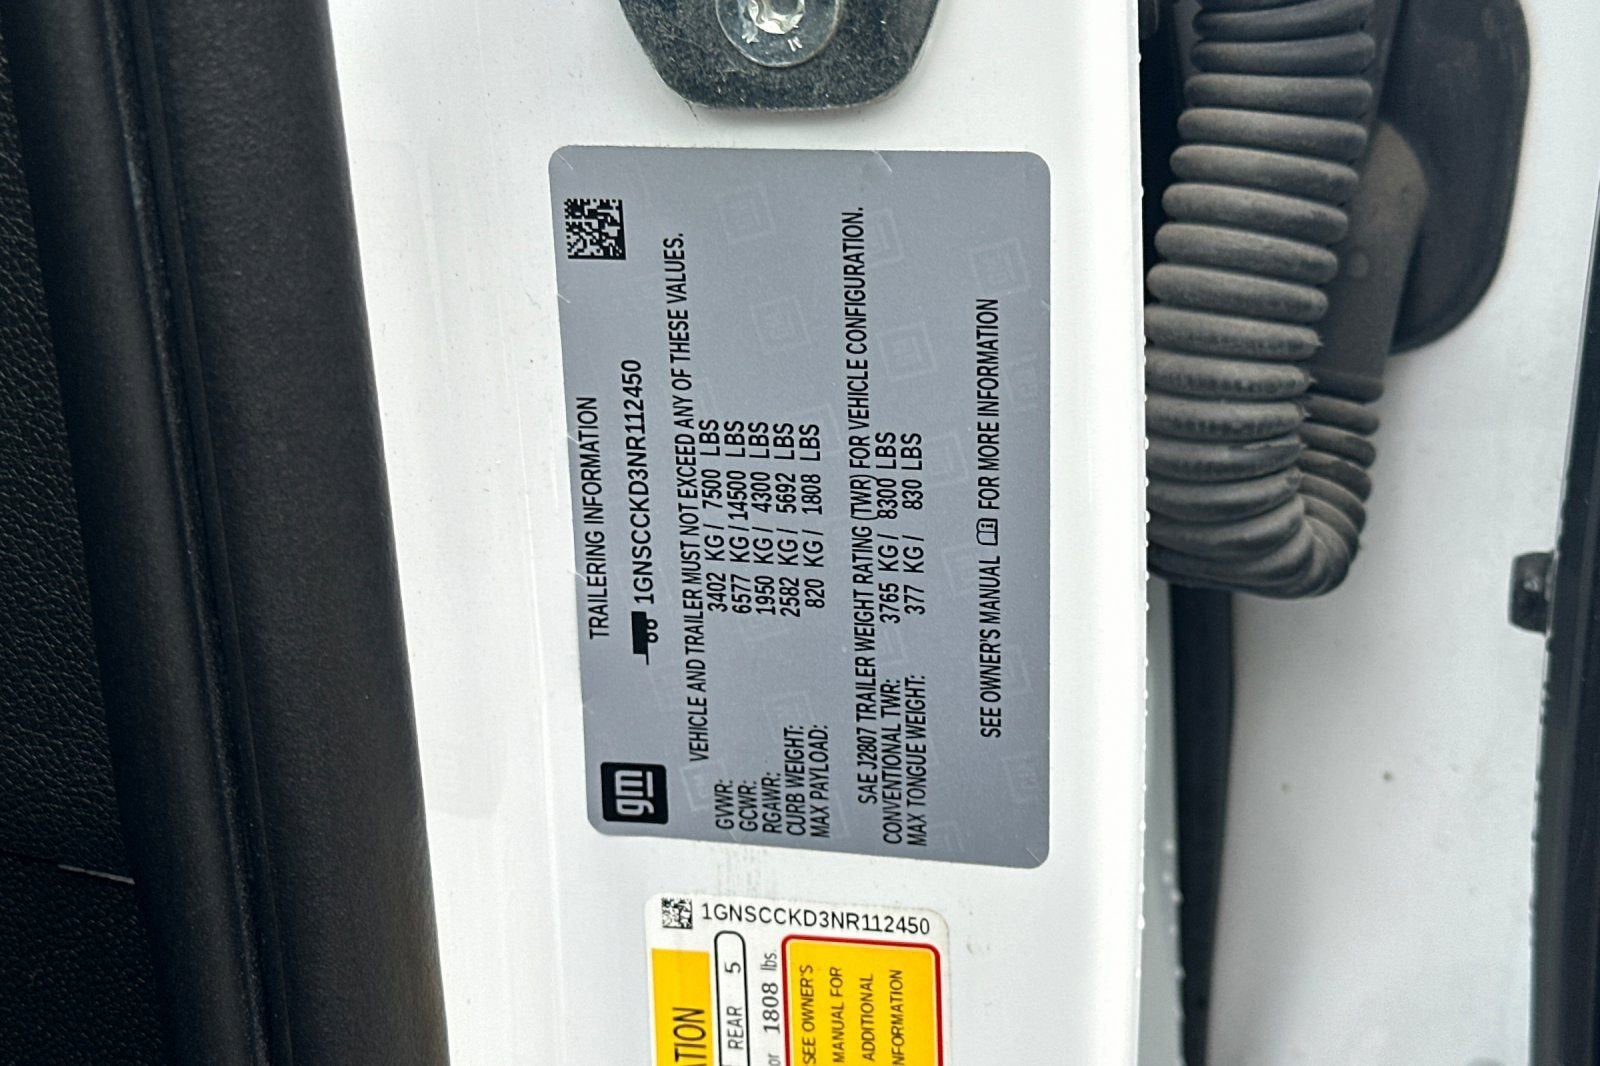 gm
TRAILERING INFORMATION
1GNSCCKD3NR112450
VEHICLE AND TRAILER MUST NOT EXCEED ANY OF THESE VALUES.
GVWR: 3402 KG / 7500 LBS
GCWR: 6577 KG / 14500 LBS
RGAWR: 1950 KG / 4300 LBS
CURB WEIGHT: 2582 KG / 5692 LBS
MAX PAYLOAD: 820 KG / 1808 LBS
SAE J2807 TRAILER WEIGHT RATING (TWR) FOR VEHICLE CONFIGURATION.
CONVENTIONAL TWR: 3765 KG / 8300 LBS
MAX TONGUE WEIGHT: 377 KG / 830 LBS
SEE OWNER'S MANUAL FOR MORE INFORMATION
1GNSCCKD3NR112450
ATION
REAR 5
or 1808 lbs.
SEE OWNER'S
MANUAL FOR
ADDITIONAL
INFORMATION